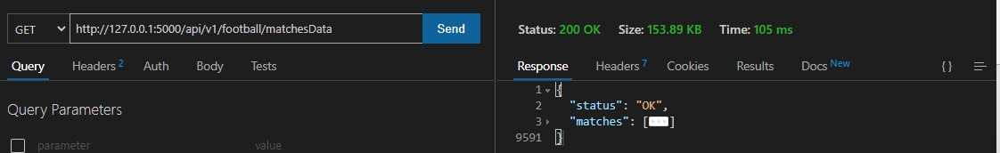 GET http://127.0.0.1:5000/api/v1/football/matchesData Send
Query Headers 2 Auth Body Tests
Query Parameters
parameter value
Status: 200 OK Size: 153.89 KB Time: 105 ms
Response Headers 7 Cookies Results Docs New { }
1 {
2 "status": "OK",
3 "matches": [···]
9591 }